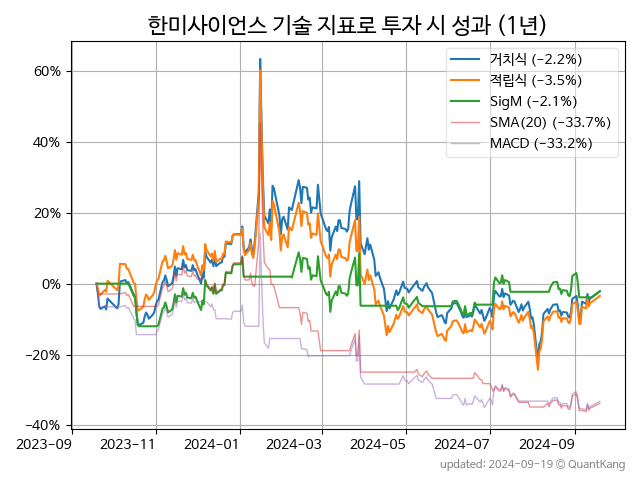 한미사이언스 기술 지표로 투자 시 성과 (1년)
거치식 (−2.2%)
적립식 (−3.5%)
SigM (−2.1%)
SMA(20) (−33.7%)
MACD (−33.2%)
60%
40%
20%
0%
−20%
−40%
2023-09 2023-11 2024-01 2024-03 2024-05 2024-07 2024-09
updated: 2024-09-19 © QuantKang